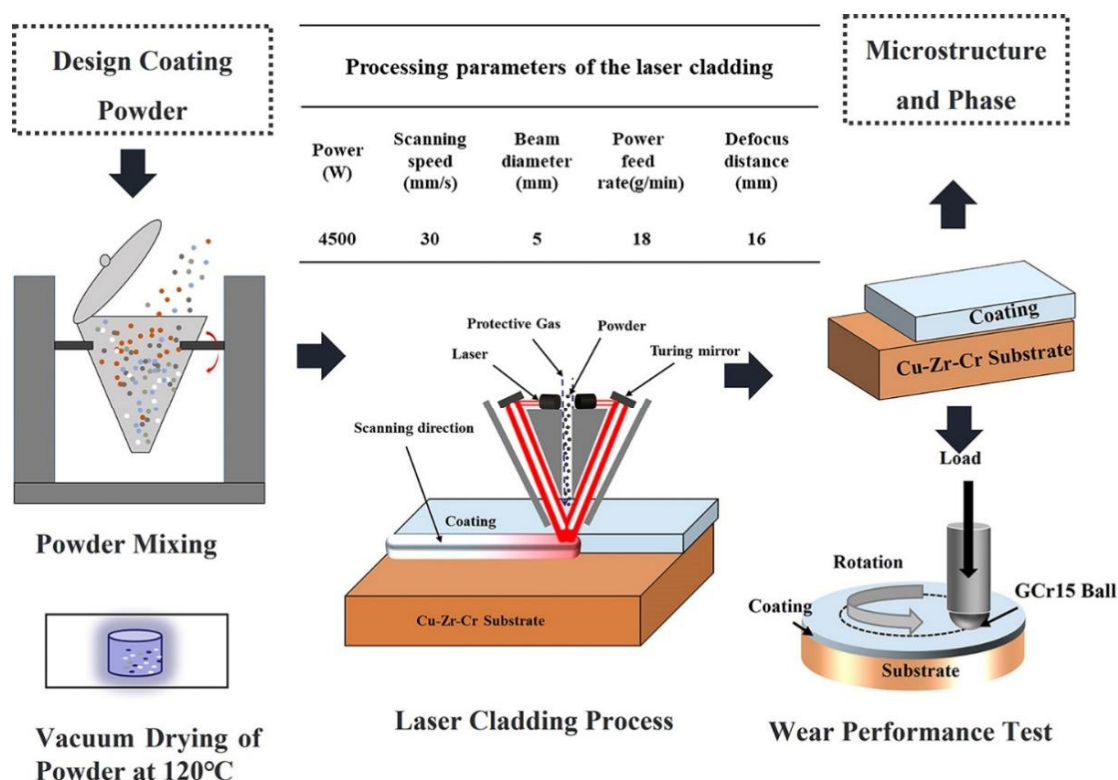 Design Coating
Powder
Processing parameters of the laser cladding
Power
(W)
Scanning
speed
(mm/s)
Beam
diameter
(mm)
Power
feed
rate(g/min)
Defocus
distance
(mm)
4500
30
5
18
16
Microstructure
and Phase
Powder Mixing
Vacuum Drying of
Powder at 120℃
Protective Gas
Powder
Laser
Turing mirror
Scanning direction
Coating
Cu-Zr-Cr Substrate
Laser Cladding Process
Coating
Cu-Zr-Cr Substrate
Load
Rotation
GCr15 Ball
Coating
Substrate
Wear Performance Test